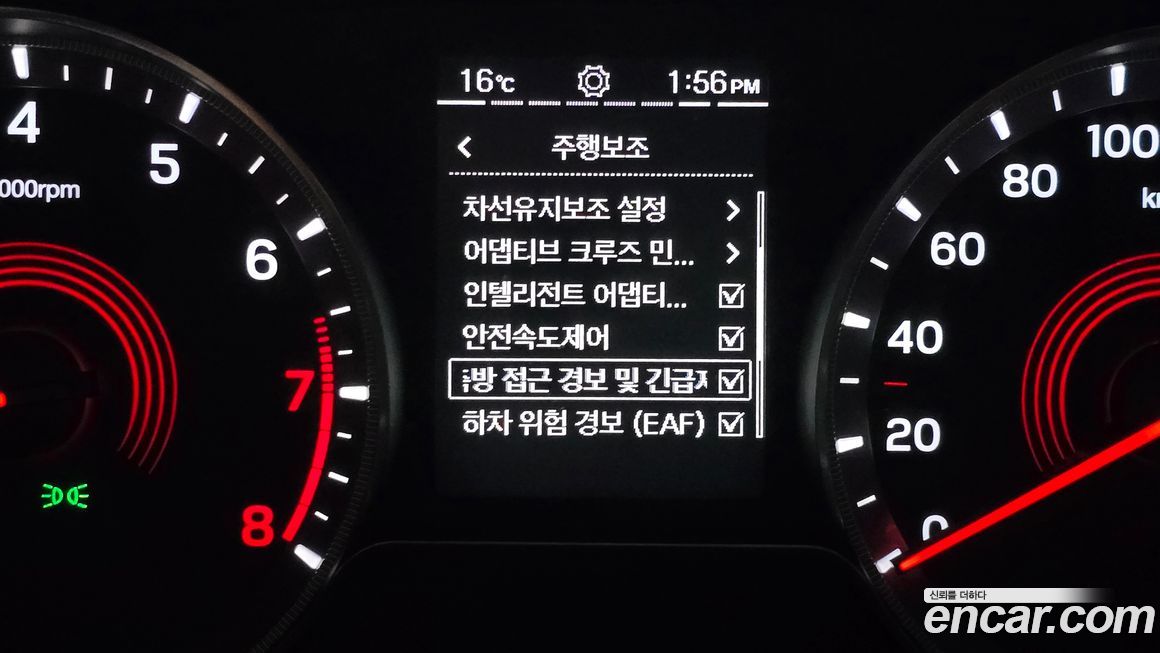 16℃
1:56PM
주행보조
차선유지보조 설정
어댑티브 크루즈 민...
인텔리전트 어댑티...
안전속도제어
방 접근 경보 및 긴급
하차 위험 경보 (EAF)
4
5
6
7
8
000rpm
100
80
60
40
20
0
신뢰를 더하다
encar.com